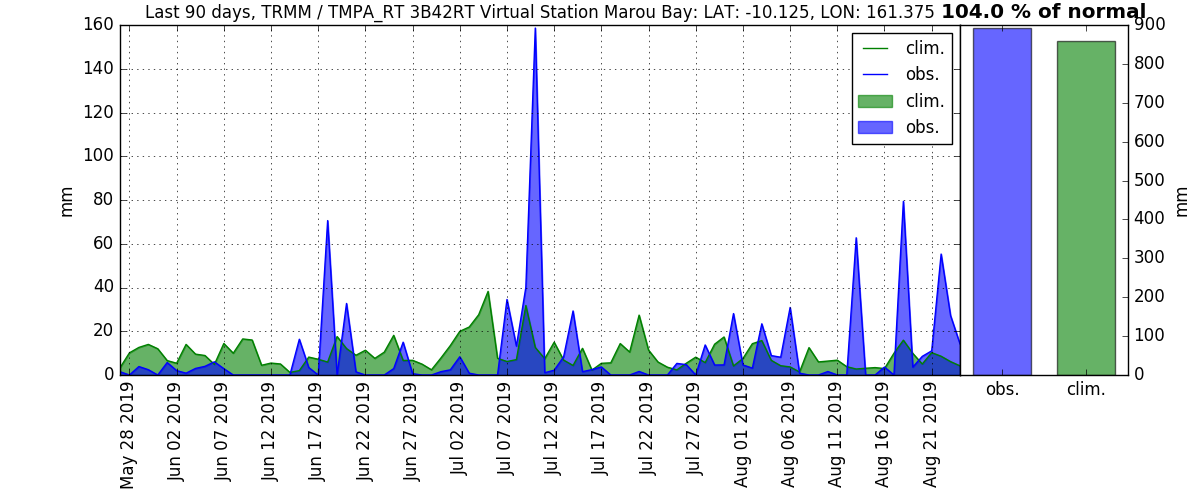 Last 90 days, TRMM / TMPA_RT 3B42RT Virtual Station Marou Bay: LAT: -10.125, LON: 161.375 104.0 % of normal
160
140
120
100
80
60
40
20
0
mm
clim.
obs.
clim.
obs.
May 28 2019
Jun 02 2019
Jun 07 2019
Jun 12 2019
Jun 17 2019
Jun 22 2019
Jun 27 2019
Jul 02 2019
Jul 07 2019
Jul 12 2019
Jul 17 2019
Jul 22 2019
Jul 27 2019
Aug 01 2019
Aug 06 2019
Aug 11 2019
Aug 16 2019
Aug 21 2019
900
800
700
600
500
400
300
200
100
0
mm
obs.
clim.